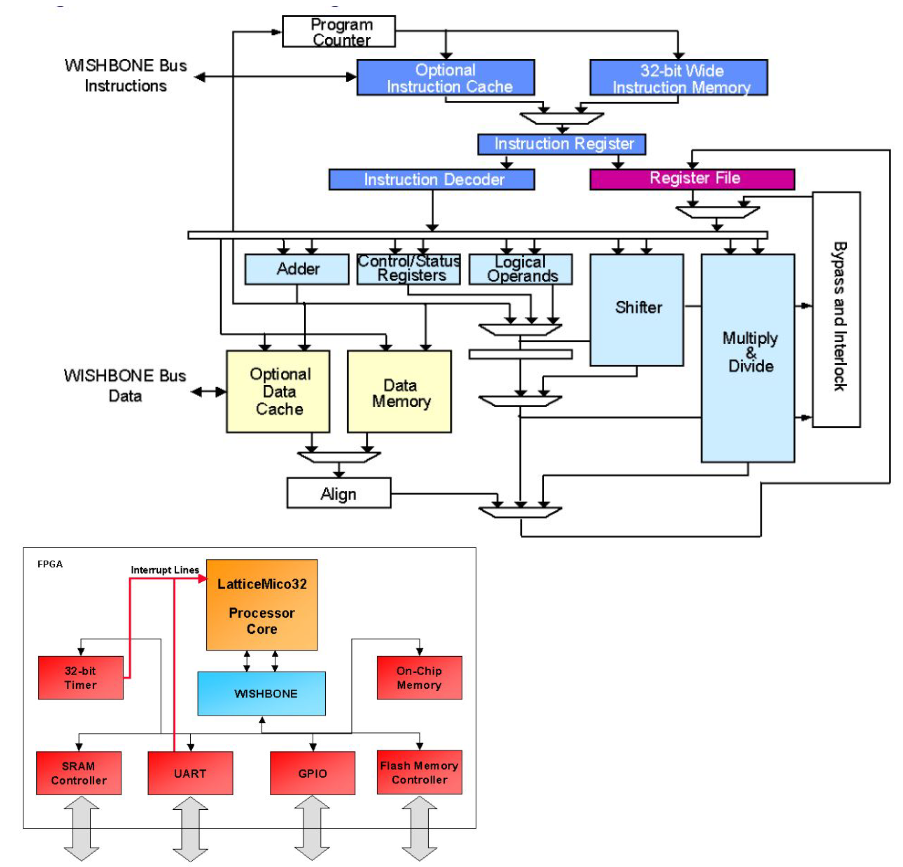 Program
Counter
WISHBONE Bus
Instructions
Optional
Instruction Cache
32-bit Wide
Instruction Memory
Instruction Register
Instruction Decoder
Register File
Adder
Control/Status
Registers
Logical
Operands
Shifter
Multiply
&
Divide
Bypass and Interlock
WISHBONE Bus
Data
Optional
Data
Cache
Data
Memory
Align
FPGA
Interrupt Lines
LatticeMico32
Processor
Core
32-bit
Timer
WISHBONE
On-Chip
Memory
SRAM
Controller
UART
GPIO
Flash Memory
Controller